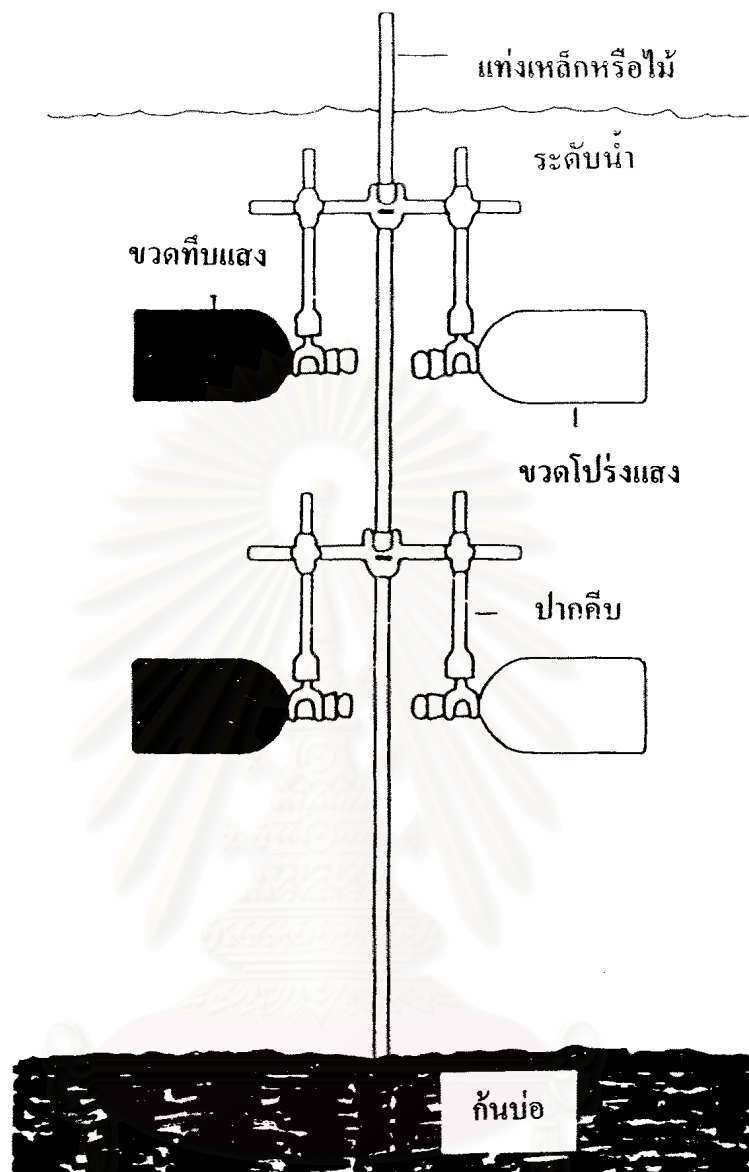 แท่งเหล็กหรือไม้
ระดับน้ำ
ขวดทึบแสง
ขวดโปร่งแสง
ปากคีบ
ก้นบ่อ